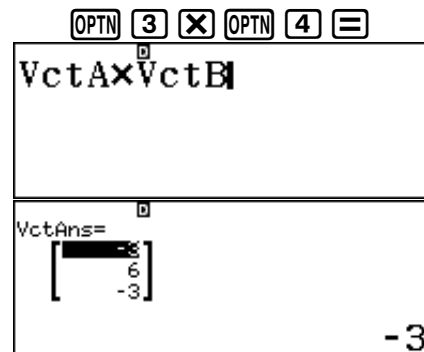 OPTN 3 × OPTN 4 =
D
VctA×VctB
D
VctAns=
-3
6
-3
-3